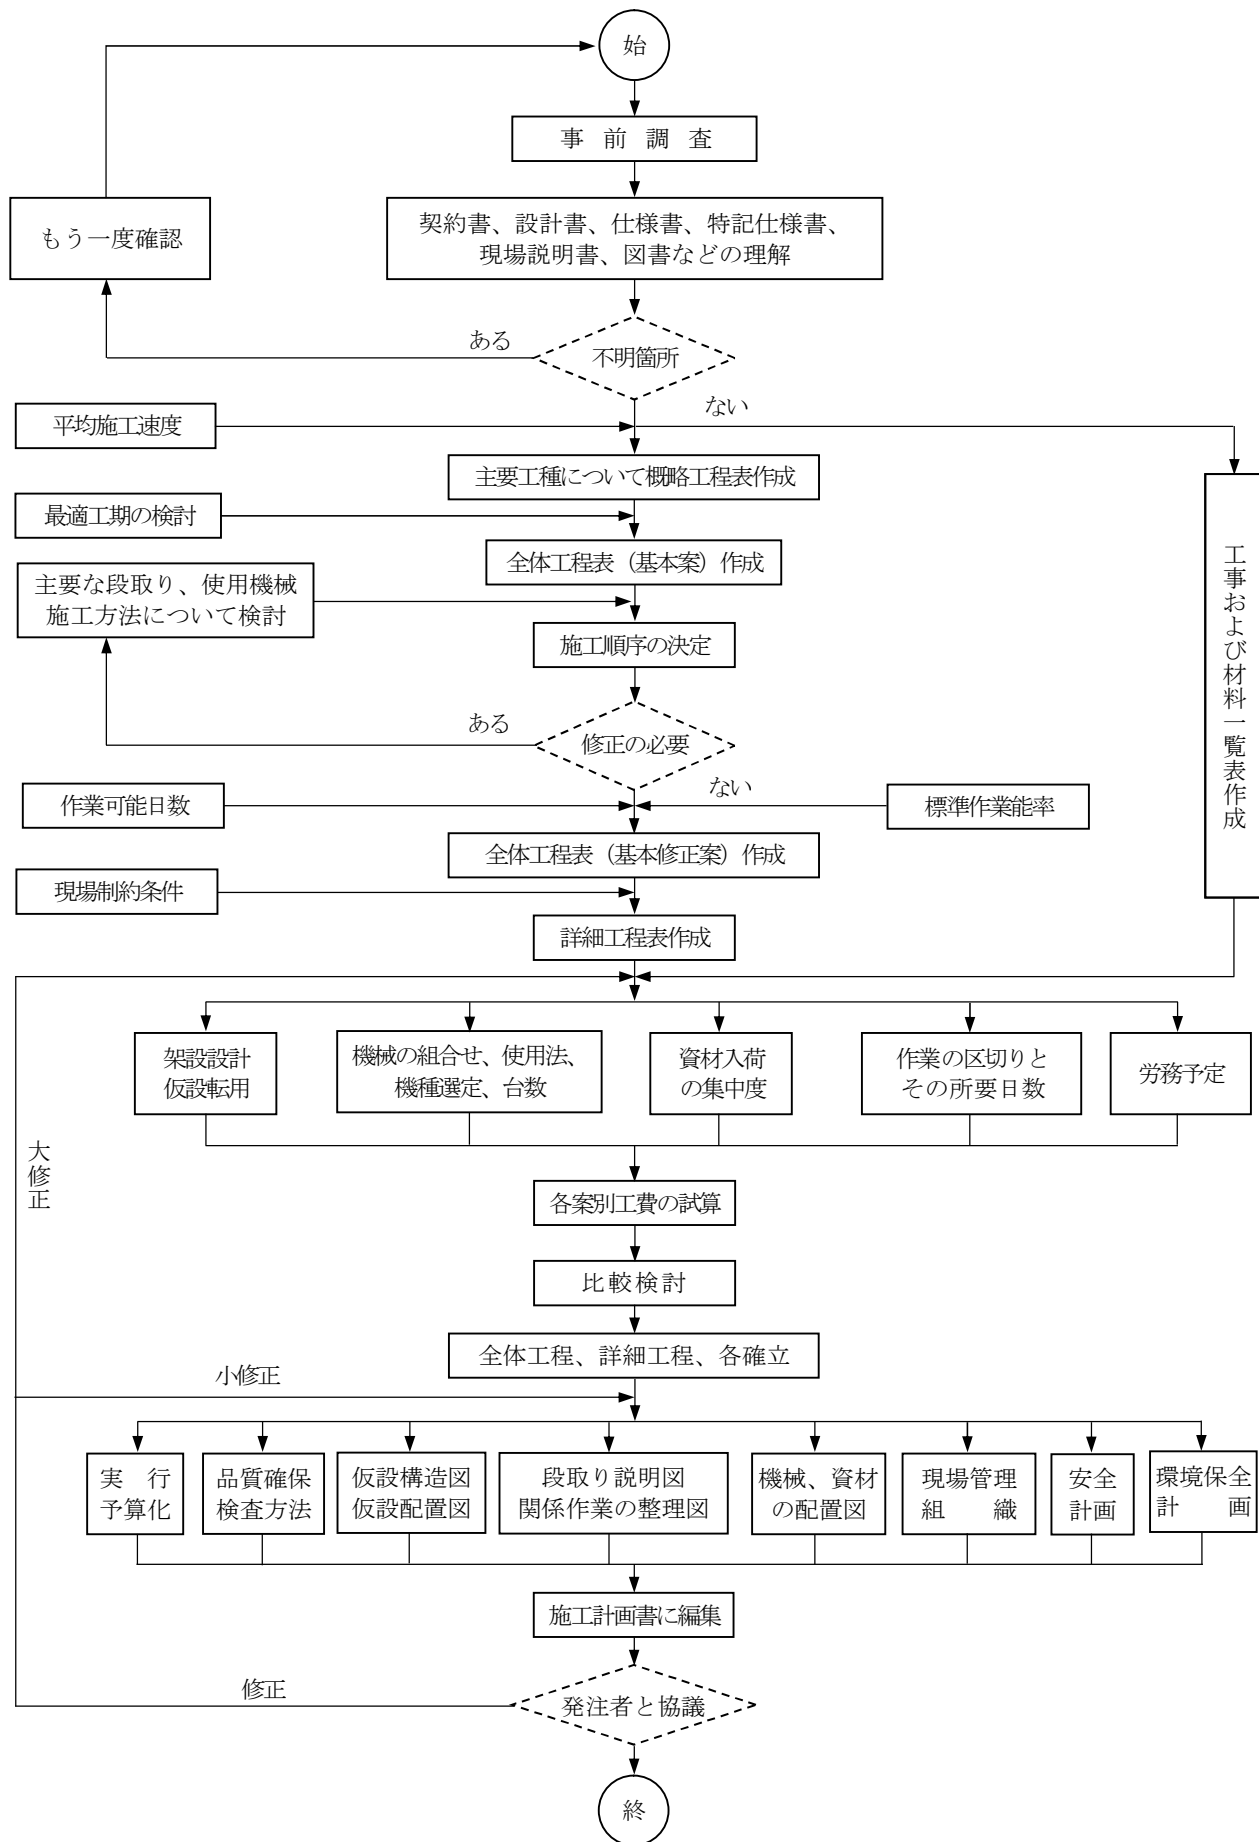 始
事前調査
もう一度確認
契約書、設計書、仕様書、特記仕様書、
現場説明書、図書などの理解
ある
不明箇所
ない
平均施工速度
主要工種について概略工程表作成
最適工期の検討
全体工程表（基本案）作成
工事および材料一覧表作成
主要な段取り、使用機械
施工方法について検討
施工順序の決定
ある
修正の必要
ない
作業可能日数
標準作業能率
全体工程表（基本修正案）作成
現場制約条件
詳細工程表作成
架設設計
仮設転用
機械の組合せ、使用法、
機種選定、台数
資材入荷
の集中度
作業の区切りと
その所要日数
労務予定
大修正
各案別工費の試算
比較検討
全体工程、詳細工程、各確立
小修正
実行
予算化
品質確保
検査方法
仮設構造図
仮設配置図
段取り説明図
関係作業の整理図
機械、資材
の配置図
現場管理
組織
安全
計画
環境保全
計画
施工計画書に編集
修正
発注者と協議
終